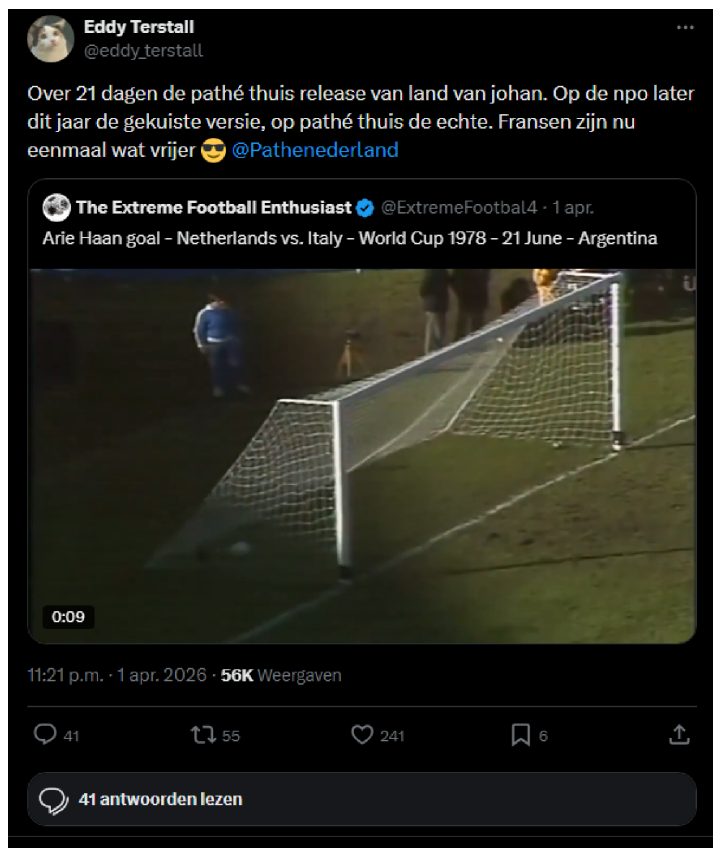 Eddy Terstall
@eddy_terstall
Over 21 dagen de pathé thuis release van land van johan. Op de npo later
dit jaar de gekuiste versie, op pathé thuis de echte. Fransen zijn nu
eenmaal wat vrijer 😎 @Pathenederland
The Extreme Football Enthusiast @ExtremeFootbal4 · 1 apr.
Arie Haan goal - Netherlands vs. Italy - World Cup 1978 - 21 June - Argentina
0:09
11:21 p.m. · 1 apr. 2026 · 56K Weergaven
41 55 241 6
41 antwoorden lezen